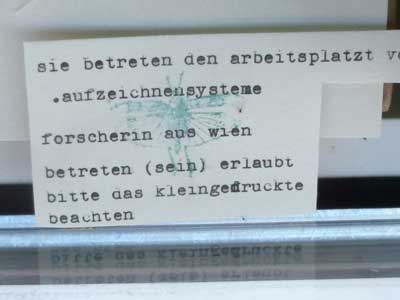 sie betreten den arbeitsplatzt
.aufzeichnensysteme
forscherin aus wien
betreten (sein) erlaubt
bitte das kleingedruckte
beachten